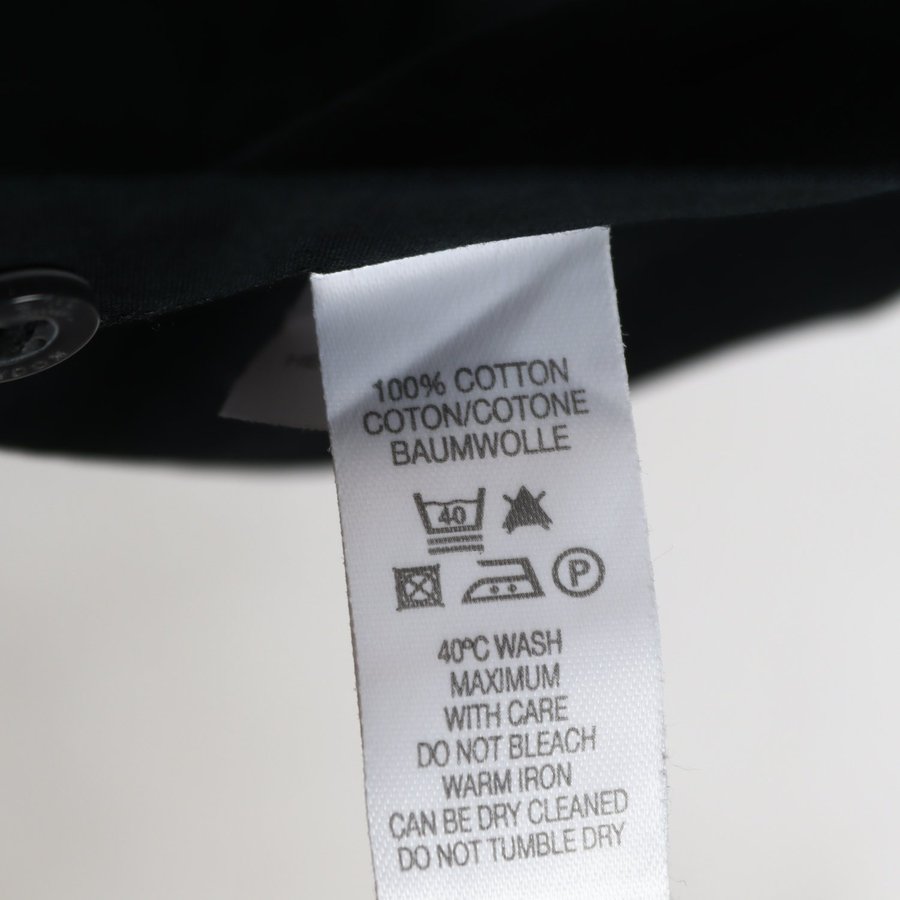 100% COTTON
COTON/COTONE
BAUMWOLLE
40
P
40°C WASH
MAXIMUM
WITH CARE
DO NOT BLEACH
WARM IRON
CAN BE DRY CLEANED
DO NOT TUMBLE DRY